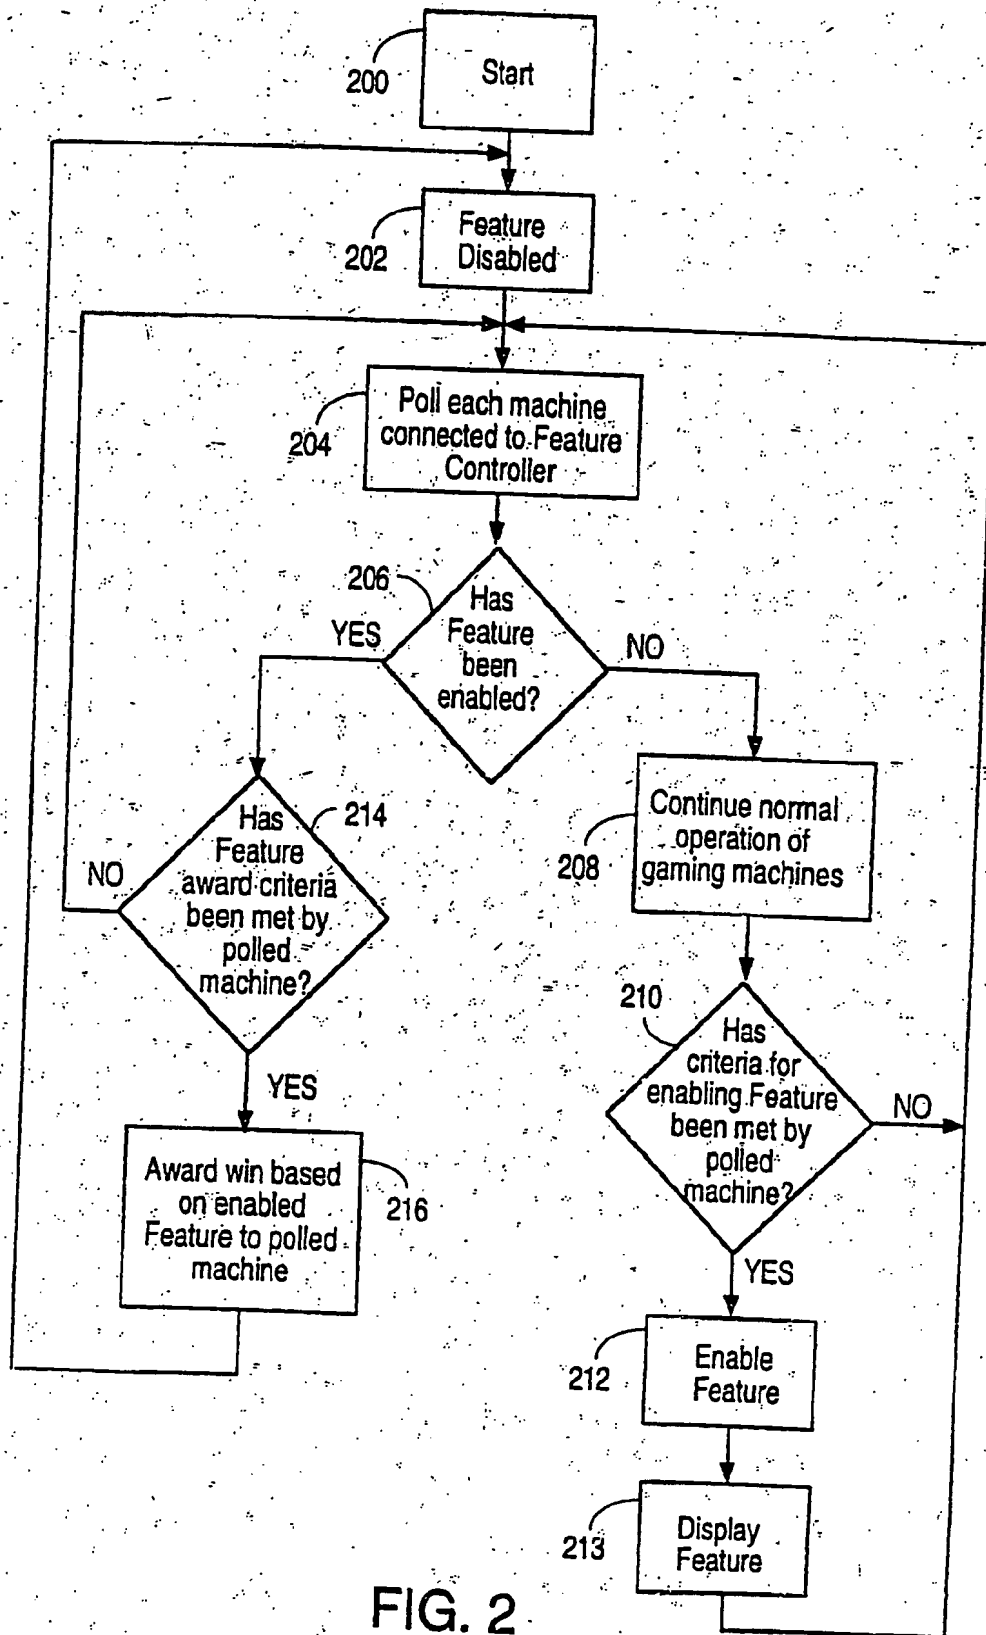 Start
200
Feature
Disabled
202
Poll each machine
connected to Feature
Controller
204
206
Has
Feature
been
enabled?
YES
NO
Has
Feature
award criteria
been met by
polled
machine?
214
NO
YES
Continue normal
operation of
gaming machines
208
210
Has
criteria for
enabling Feature
been met by
polled
machine?
NO
YES
Award win based
on enabled
Feature to polled
machine
216
Enable
Feature
212
Display
Feature
213
FIG. 2